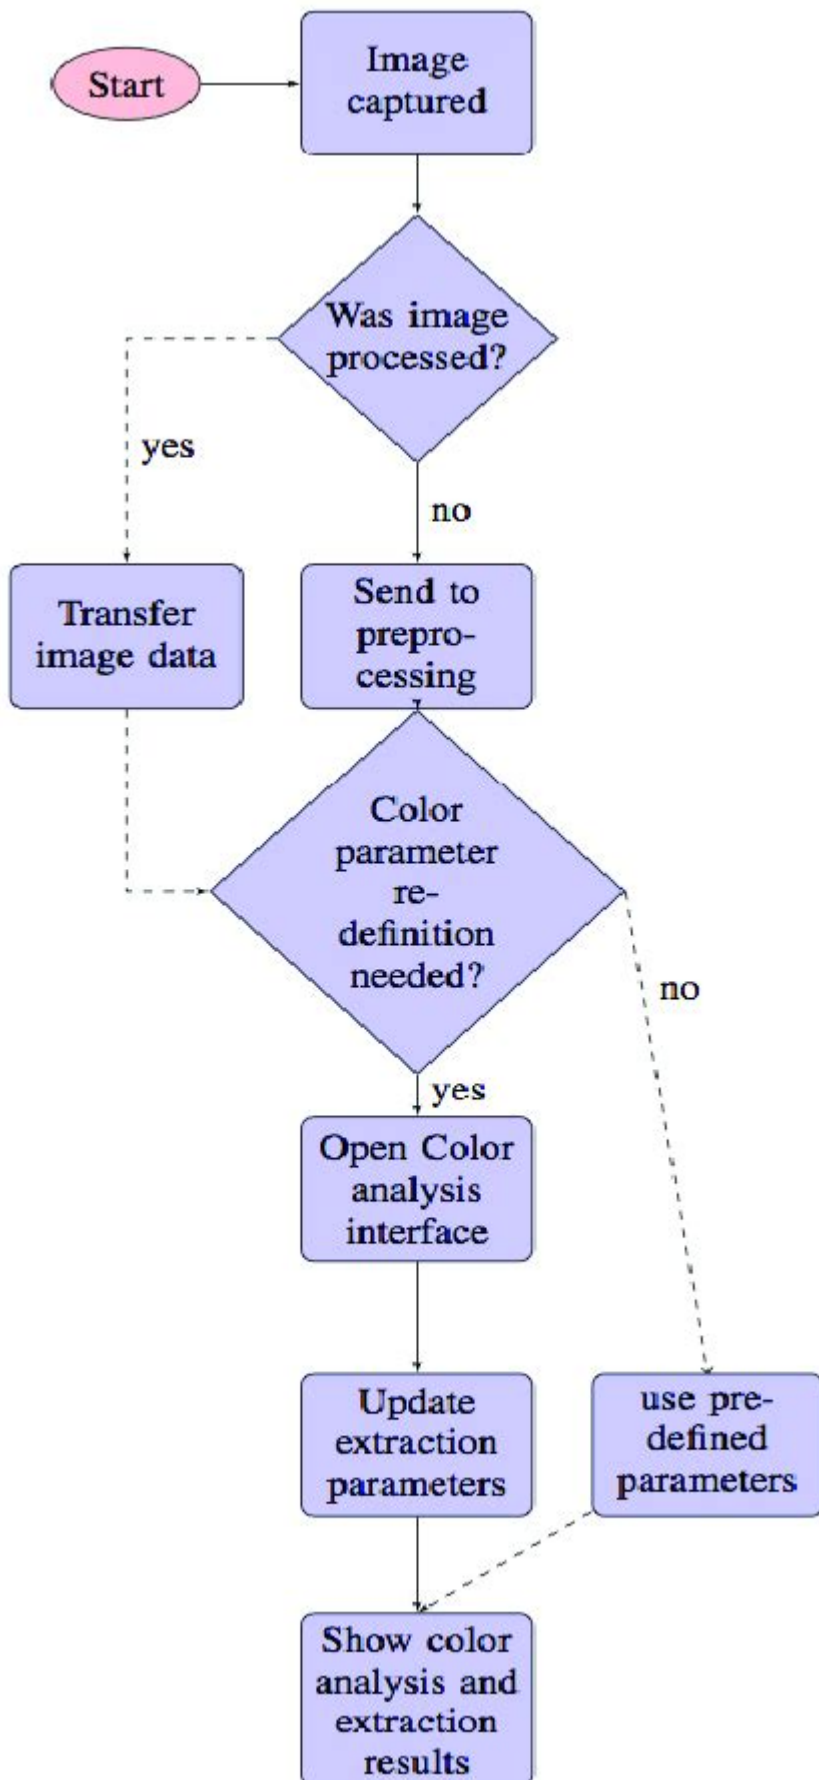 Start
Image
captured
Was image
processed?
yes
no
Transfer
image data
Send to
prepro-
cessing
Color
parameter
re-
definition
needed?
no
yes
Open Color
analysis
interface
Update
extraction
parameters
use pre-
defined
parameters
Show color
analysis and
extraction
results